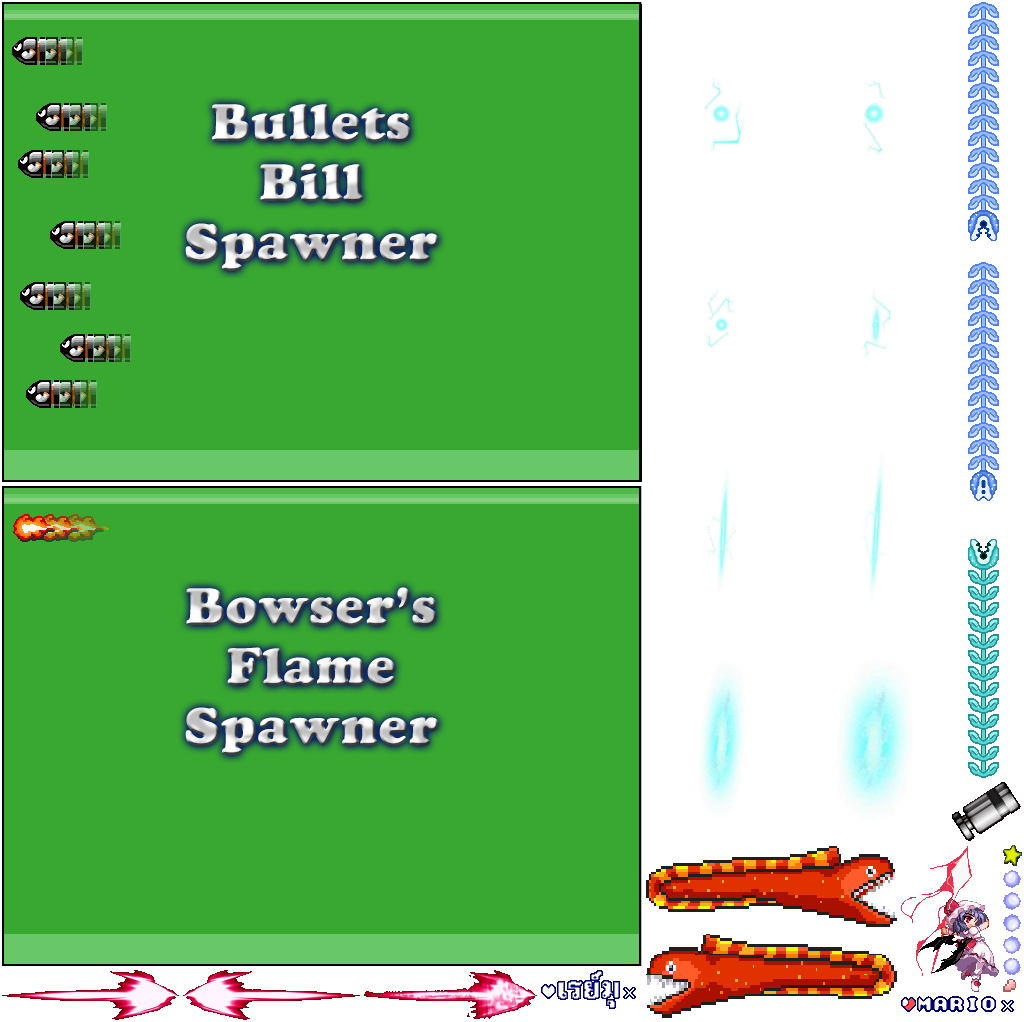 Bullets
Bill
Spawner
Bowser's
Flame
Spawner
เรย์มุ x
MARIO x